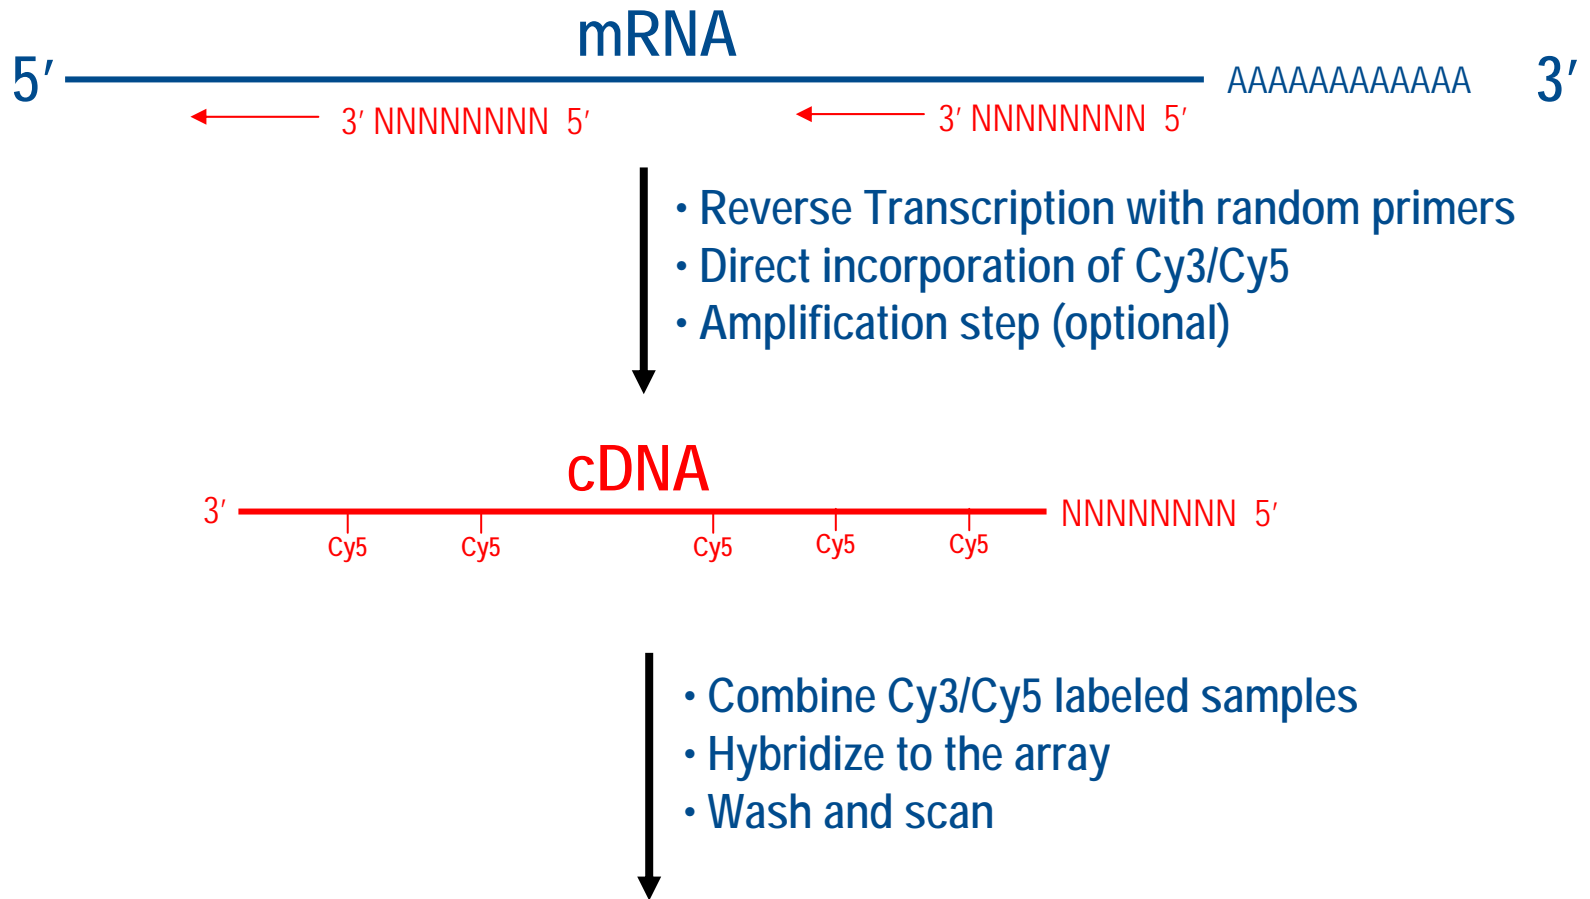 mRNA
5′ AAAAAAAAAAAA 3′
3′ NNNNNNNN 5′ 3′ NNNNNNNN 5′
• Reverse Transcription with random primers
• Direct incorporation of Cy3/Cy5
• Amplification step (optional)
cDNA
3′ NNNNNNNN 5′
Cy5 Cy5 Cy5 Cy5 Cy5
• Combine Cy3/Cy5 labeled samples
• Hybridize to the array
• Wash and scan